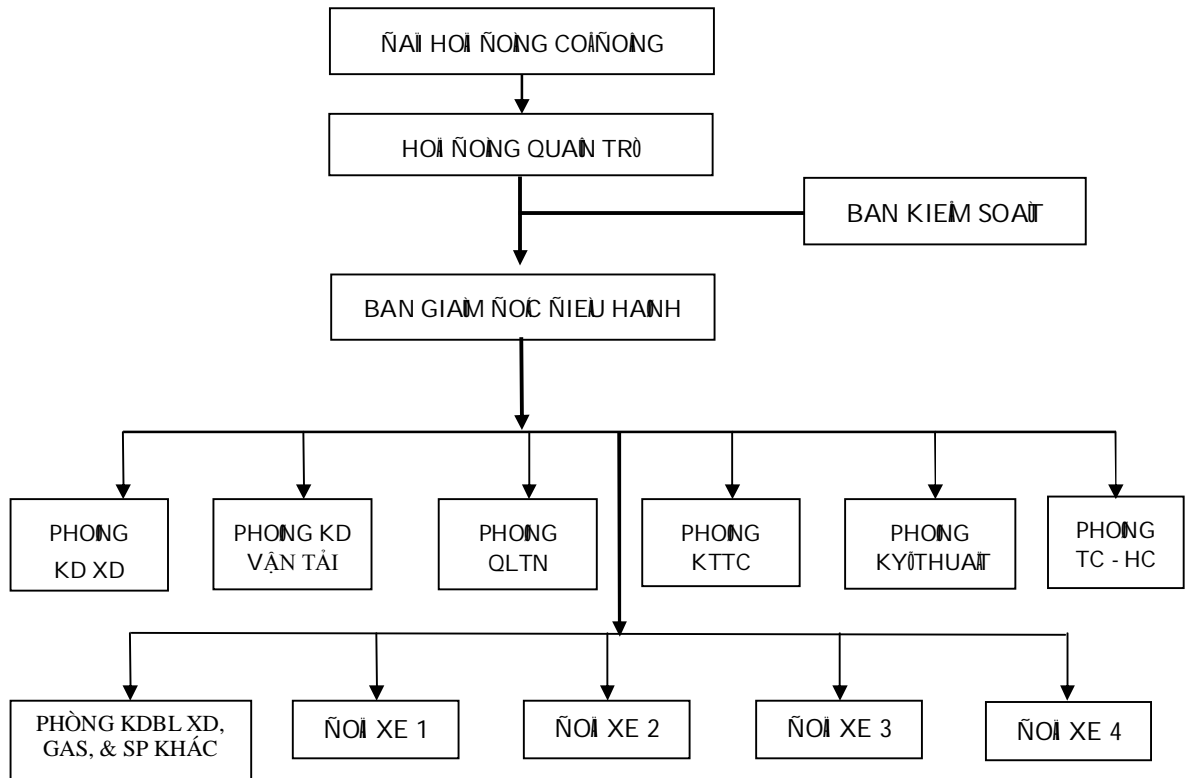 ÑAÏI HOÄI ÑOÀNG COÅ ÑOÂNG
HOÄI ÑOÀNG QUAÛN TRÒ
BAN KIEÅM SOAÙT
BAN GIAÙM ÑOÁC ÑIEÀU HAØNH
PHOØNG
KD XD
PHOØNG KD
VẬN TẢI
PHOØNG
QLTN
PHOØNG
KTTC
PHOØNG
KYÕ THUAÄT
PHOØNG
TC - HC
PHÒNG KDBL XD,
GAS, & SP KHÁC
ÑOÄI XE 1
ÑOÄI XE 2
ÑOÄI XE 3
ÑOÄI XE 4